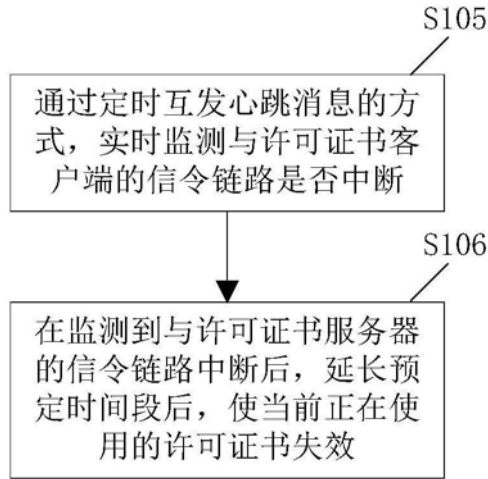 S105
通过定时互发心跳消息的方
式，实时监测与许可证书客
户端的信令链路是否中断
S106
在监测到与许可证书服务器
的信令链路中断后，延长预
定时间段后，使当前正在使
用的许可证书失效